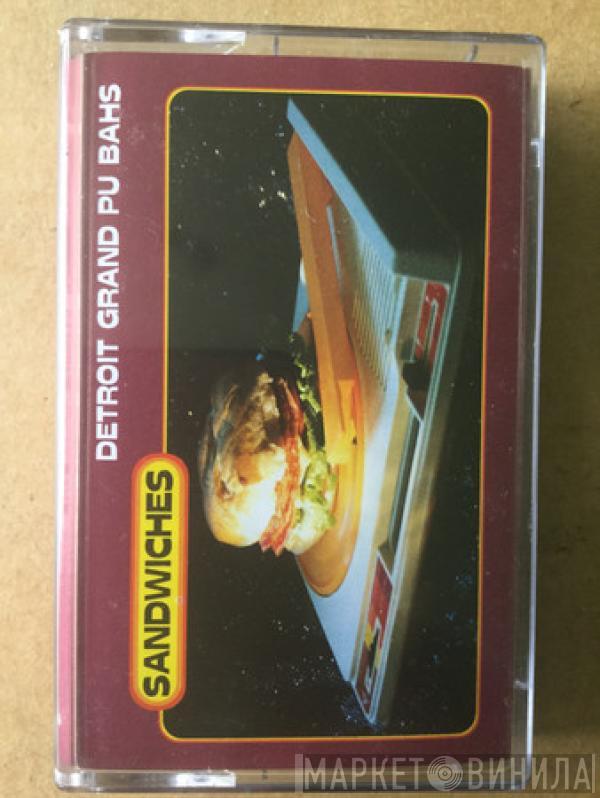 DETROIT GRAND PU BAHS
SANDWICHES
МАРКЕТ ВИНИЛА